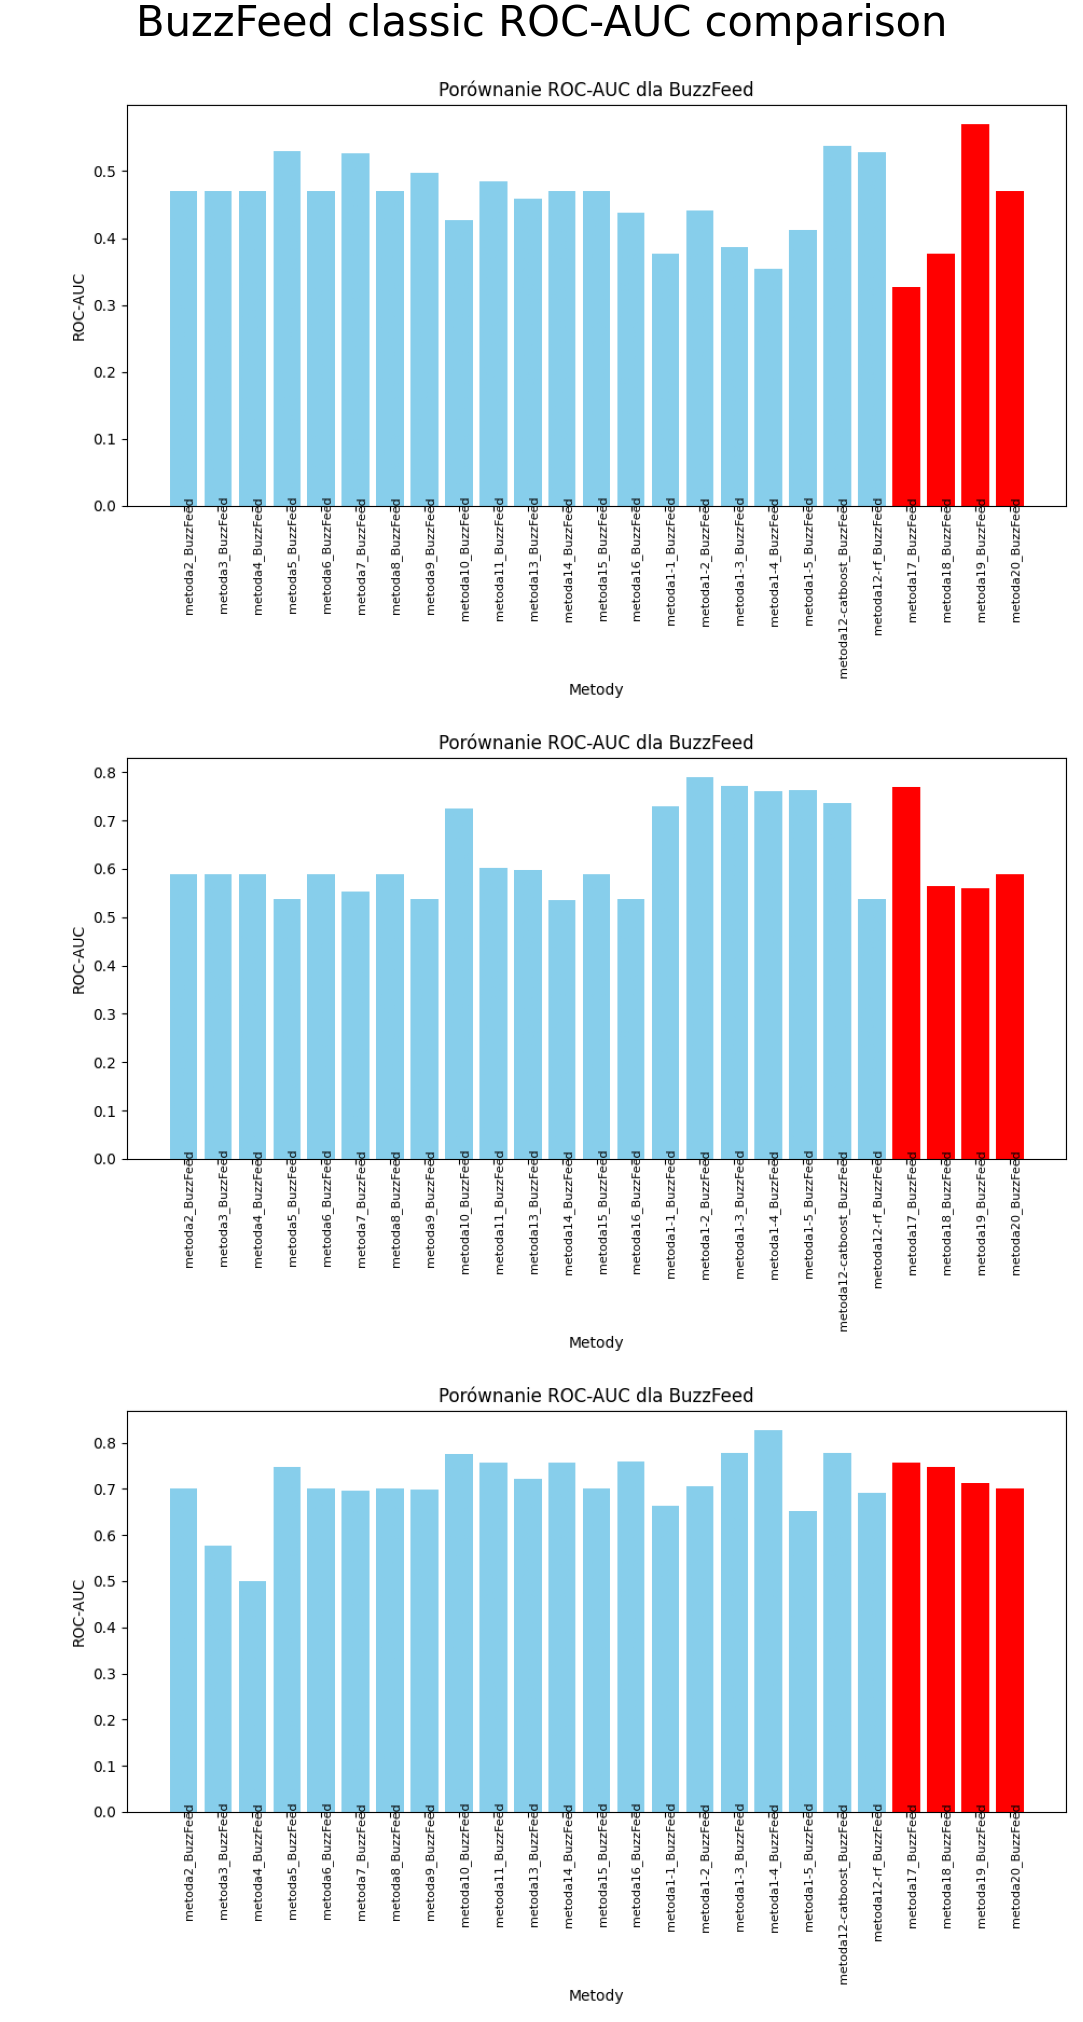 BuzzFeed classic ROC-AUC comparison
Porównanie ROC-AUC dla BuzzFeed
ROC-AUC
0.5
0.4
0.3
0.2
0.1
0.0
metoda2_BuzzFeed
metoda3_BuzzFeed
metoda4_BuzzFeed
metoda5_BuzzFeed
metoda6_BuzzFeed
metoda7_BuzzFeed
metoda8_BuzzFeed
metoda9_BuzzFeed
metoda10_BuzzFeed
metoda11_BuzzFeed
metoda13_BuzzFeed
metoda14_BuzzFeed
metoda15_BuzzFeed
metoda16_BuzzFeed
metoda1-1_BuzzFeed
metoda1-2_BuzzFeed
metoda1-3_BuzzFeed
metoda1-4_BuzzFeed
metoda1-5_BuzzFeed
metoda12-catboost_BuzzFeed
metoda12-rf_BuzzFeed
metoda17_BuzzFeed
metoda18_BuzzFeed
metoda19_BuzzFeed
metoda20_BuzzFeed
Metody
Porównanie ROC-AUC dla BuzzFeed
ROC-AUC
0.8
0.7
0.6
0.5
0.4
0.3
0.2
0.1
0.0
metoda2_BuzzFeed
metoda3_BuzzFeed
metoda4_BuzzFeed
metoda5_BuzzFeed
metoda6_BuzzFeed
metoda7_BuzzFeed
metoda8_BuzzFeed
metoda9_BuzzFeed
metoda10_BuzzFeed
metoda11_BuzzFeed
metoda13_BuzzFeed
metoda14_BuzzFeed
metoda15_BuzzFeed
metoda16_BuzzFeed
metoda1-1_BuzzFeed
metoda1-2_BuzzFeed
metoda1-3_BuzzFeed
metoda1-4_BuzzFeed
metoda1-5_BuzzFeed
metoda12-catboost_BuzzFeed
metoda12-rf_BuzzFeed
metoda17_BuzzFeed
metoda18_BuzzFeed
metoda19_BuzzFeed
metoda20_BuzzFeed
Metody
Porównanie ROC-AUC dla BuzzFeed
ROC-AUC
0.8
0.7
0.6
0.5
0.4
0.3
0.2
0.1
0.0
metoda2_BuzzFeed
metoda3_BuzzFeed
metoda4_BuzzFeed
metoda5_BuzzFeed
metoda6_BuzzFeed
metoda7_BuzzFeed
metoda8_BuzzFeed
metoda9_BuzzFeed
metoda10_BuzzFeed
metoda11_BuzzFeed
metoda13_BuzzFeed
metoda14_BuzzFeed
metoda15_BuzzFeed
metoda16_BuzzFeed
metoda1-1_BuzzFeed
metoda1-2_BuzzFeed
metoda1-3_BuzzFeed
metoda1-4_BuzzFeed
metoda1-5_BuzzFeed
metoda12-catboost_BuzzFeed
metoda12-rf_BuzzFeed
metoda17_BuzzFeed
metoda18_BuzzFeed
metoda19_BuzzFeed
metoda20_BuzzFeed
Metody